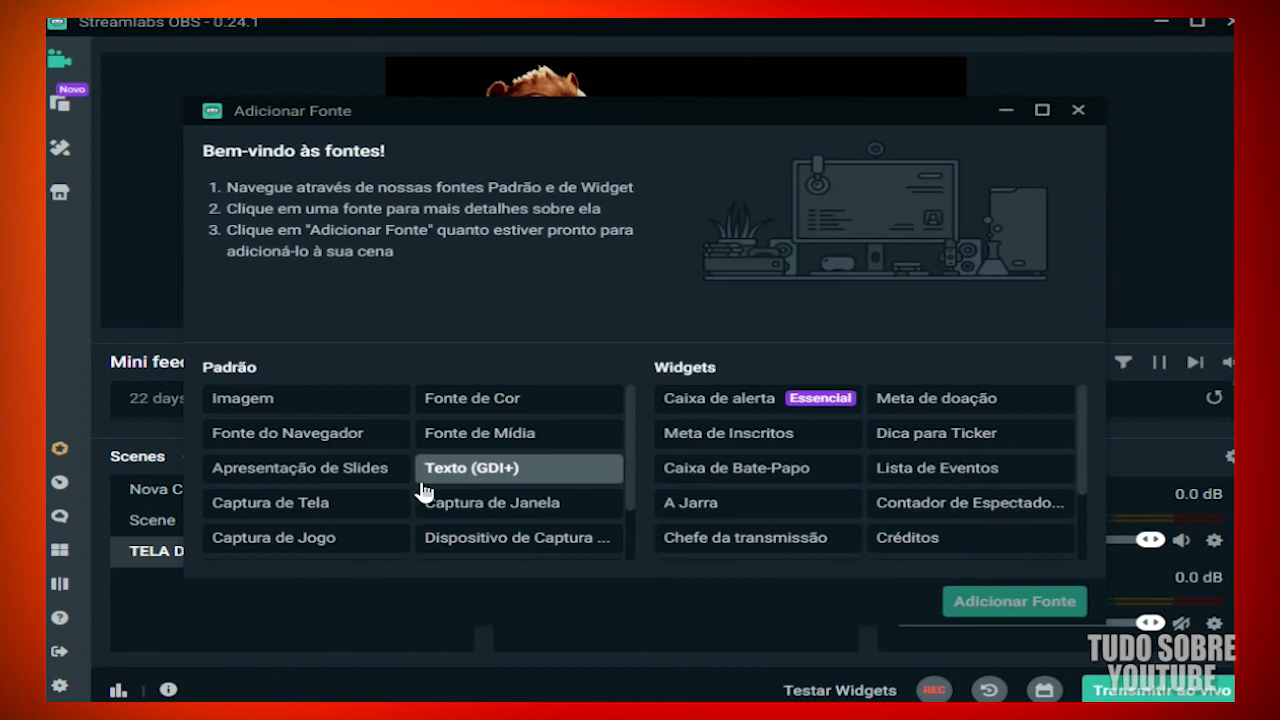 Streamlabs OBS - 0.24.1
Novo
Adicionar Fonte
Bem-vindo às fontes!
1. Navegue através de nossas fontes Padrão e de Widget
2. Clique em uma fonte para mais detalhes sobre ela
3. Clique em "Adicionar Fonte" quanto estiver pronto para
adicioná-lo à sua cena
Mini feed
22 days
Scenes
Nova C
Scene
TELA D
Padrão
Imagem
Fonte de Cor
Fonte do Navegador
Fonte de Mídia
Apresentação de Slides
Texto (GDI+)
Captura de Tela
Captura de Janela
Captura de Jogo
Dispositivo de Captura ...
Widgets
Caixa de alerta Essencial
Meta de doação
Meta de Inscritos
Dica para Ticker
Caixa de Bate-Papo
Lista de Eventos
A Jarra
Contador de Espectado...
Chefe da transmissão
Créditos
Adicionar Fonte
0.0 dB
0.0 dB
Testar Widgets
REC
Transmitir ao vivo
TUDO SOBRE
YOUTUBE